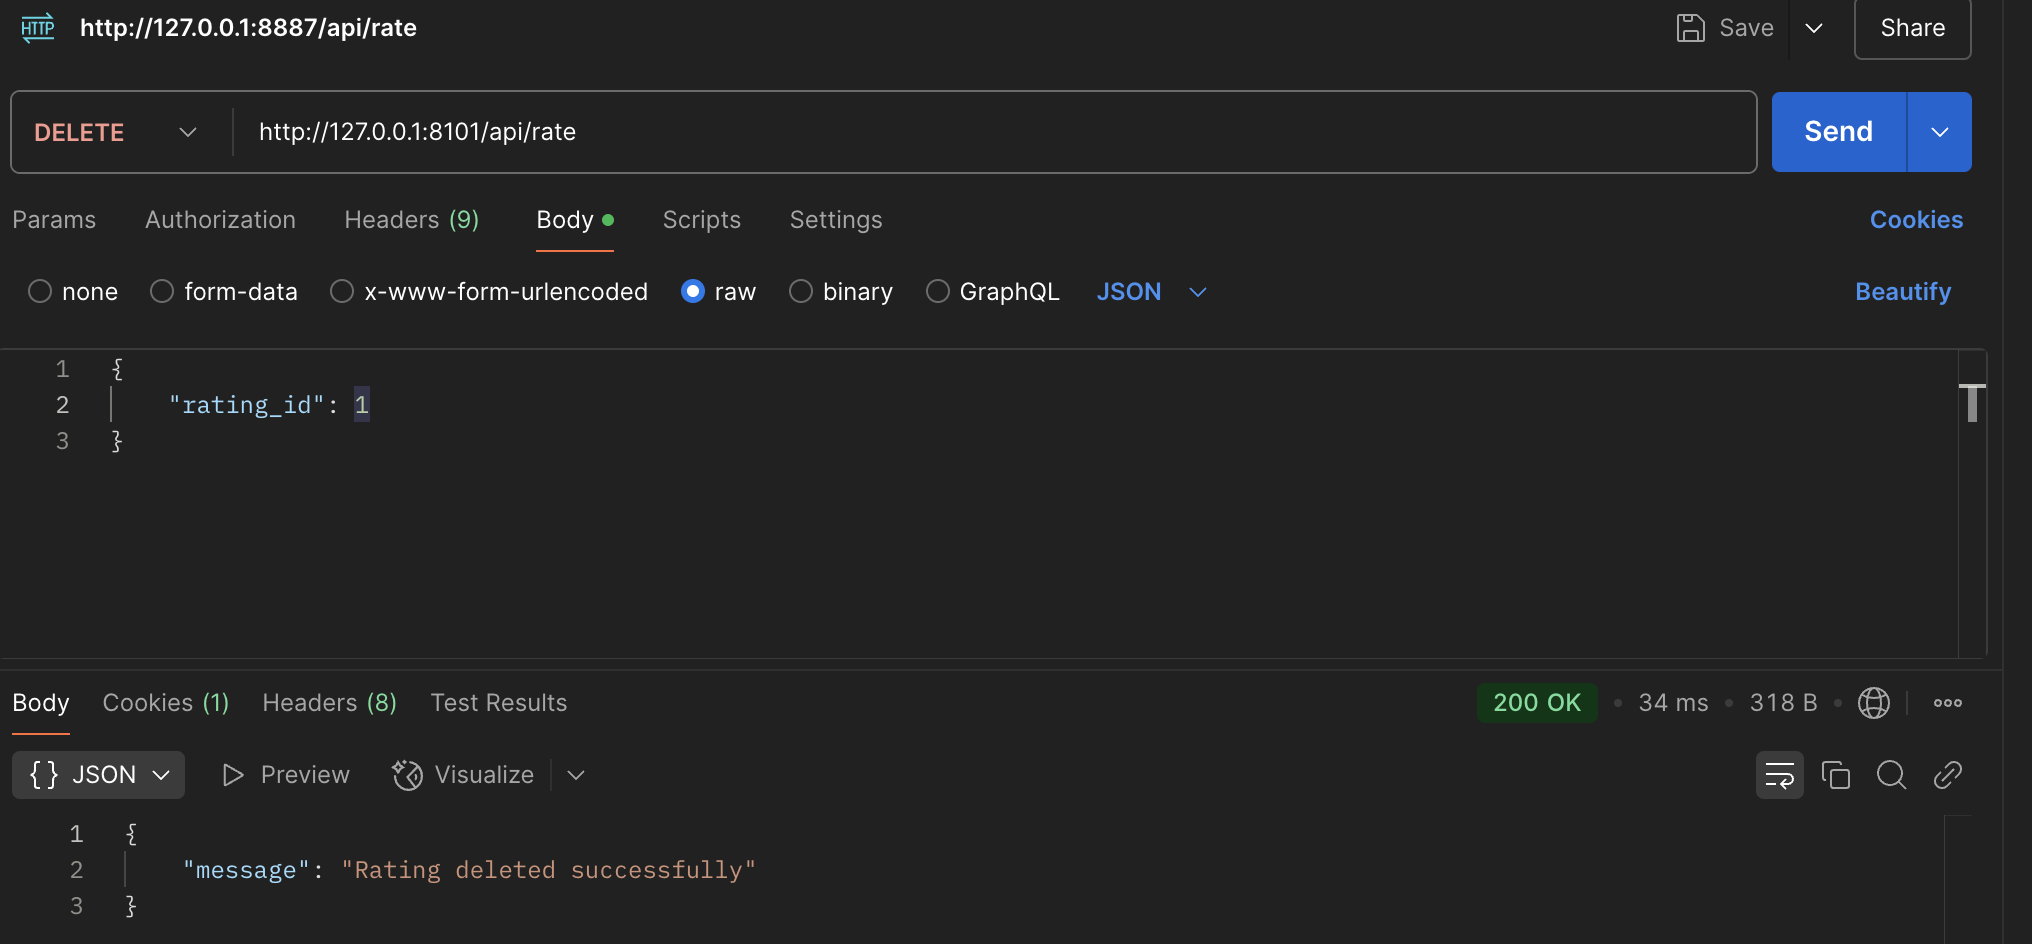 HTTP http://127.0.0.1:8887/api/rate Save Share
DELETE http://127.0.0.1:8101/api/rate Send
Params Authorization Headers (9) Body Scripts Settings Cookies
none form-data x-www-form-urlencoded raw binary GraphQL JSON Beautify
1 {
2 "rating_id": 1
3 }
Body Cookies (1) Headers (8) Test Results 200 OK • 34 ms • 318 B •
{} JSON Preview Visualize
1 {
2 "message": "Rating deleted successfully"
3 }